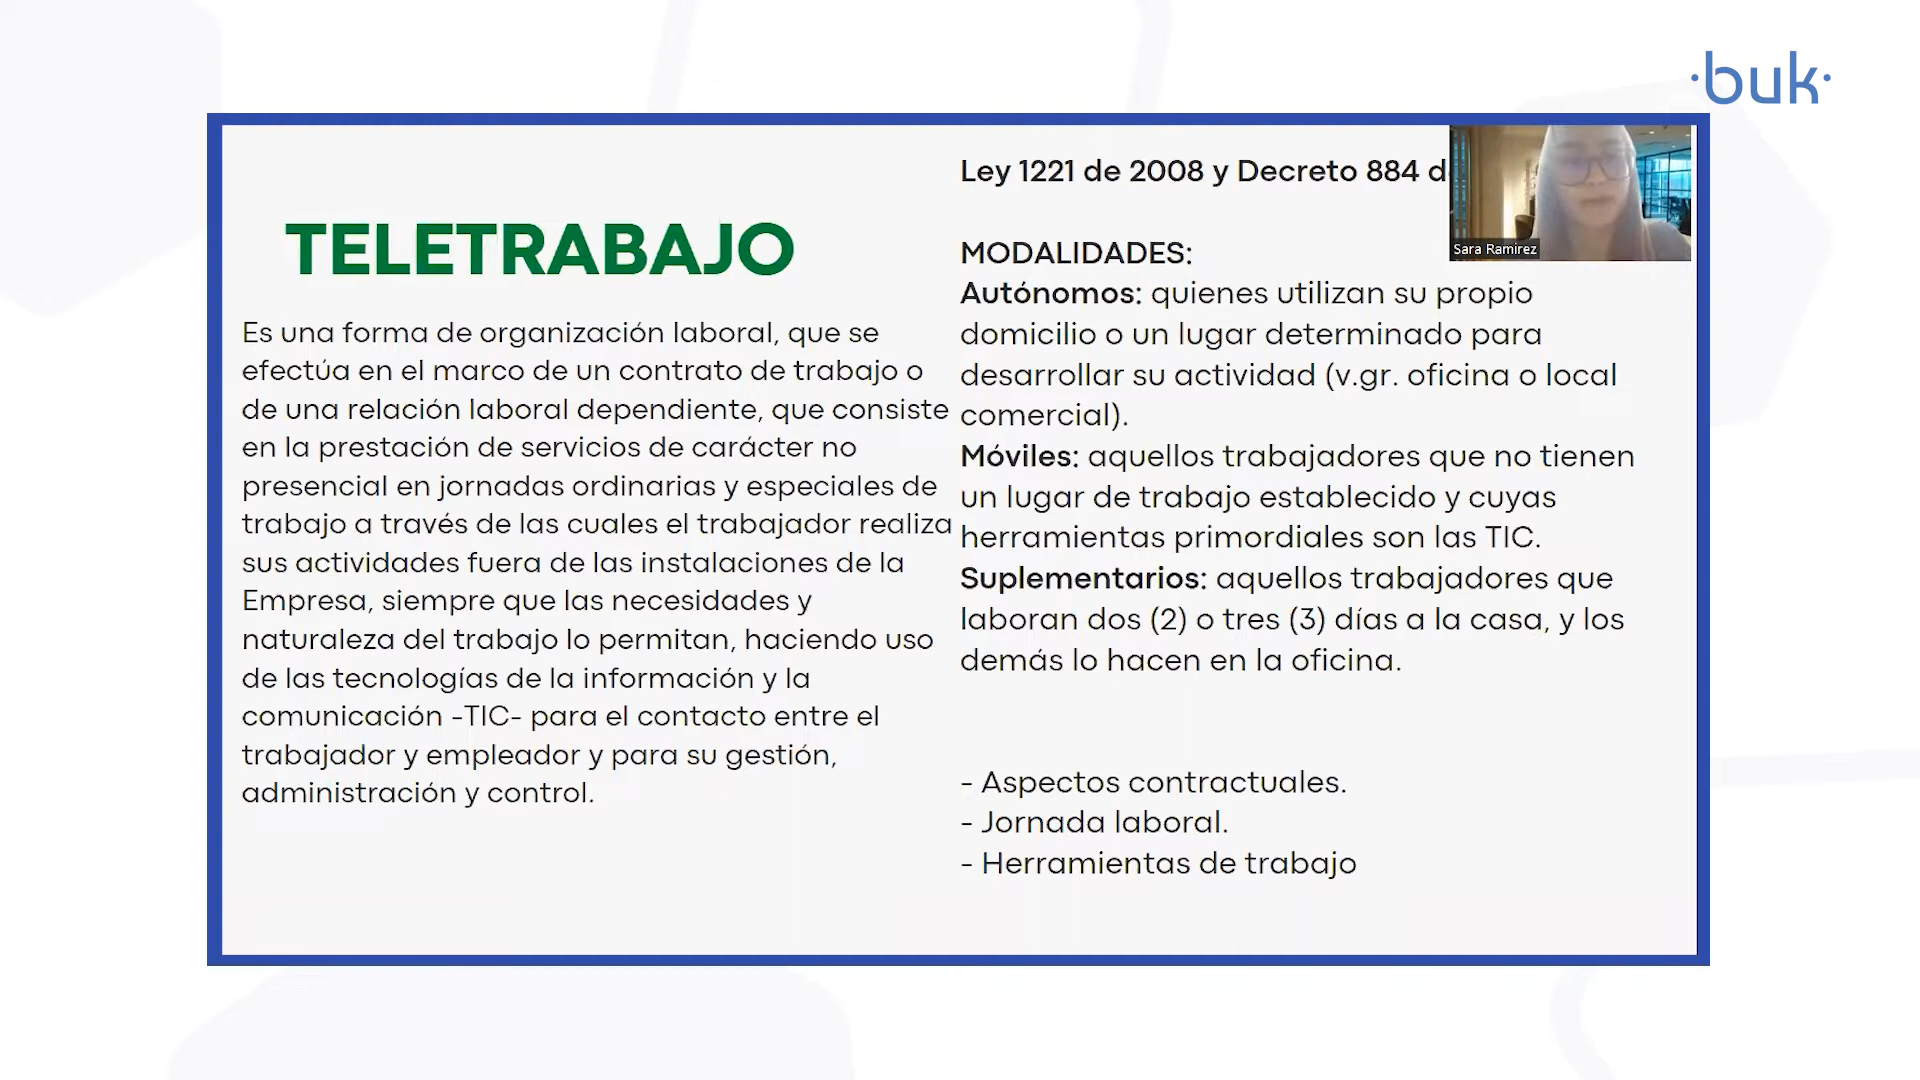 ·buk·
TELETRABAJO
Es una forma de organización laboral, que se
efectúa en el marco de un contrato de trabajo o
de una relación laboral dependiente, que consiste
en la prestación de servicios de carácter no
presencial en jornadas ordinarias y especiales de
trabajo a través de las cuales el trabajador realiza
sus actividades fuera de las instalaciones de la
Empresa, siempre que las necesidades y
naturaleza del trabajo lo permitan, haciendo uso
de las tecnologías de la información y la
comunicación -TIC- para el contacto entre el
trabajador y empleador y para su gestión,
administración y control.
Ley 1221 de 2008 y Decreto 884
MODALIDADES:
Autónomos: quienes utilizan su propio
domicilio o un lugar determinado para
desarrollar su actividad (v.gr. oficina o local
comercial).
Móviles: aquellos trabajadores que no tienen
un lugar de trabajo establecido y cuyas
herramientas primordiales son las TIC.
Suplementarios: aquellos trabajadores que
laboran dos (2) o tres (3) días a la casa, y los
demás lo hacen en la oficina.
- Aspectos contractuales.
- Jornada laboral.
- Herramientas de trabajo
Sara Ramirez